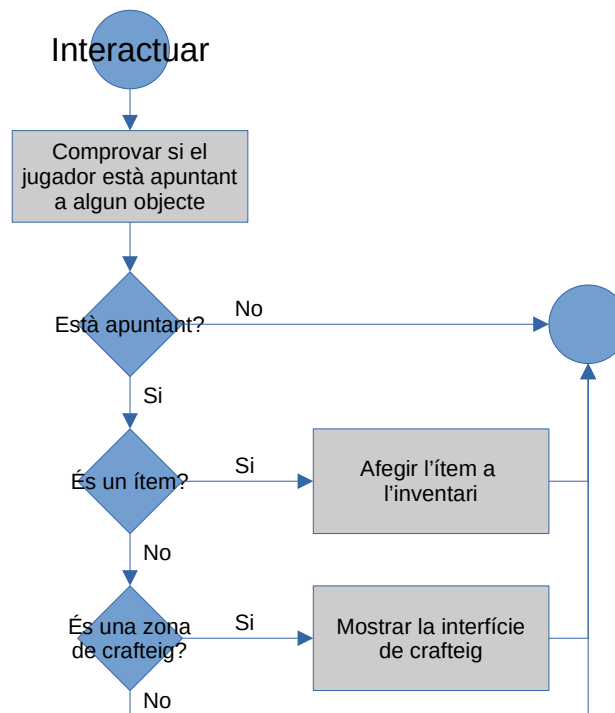 Interactuar
Comprovar si el
jugador està apuntant
a algun objecte
Està apuntant?
No
Si
És un ítem?
Si
Afegir l’ítem a
l’inventari
No
És una zona
de crafteig?
Si
Mostrar la interfície
de crafteig
No